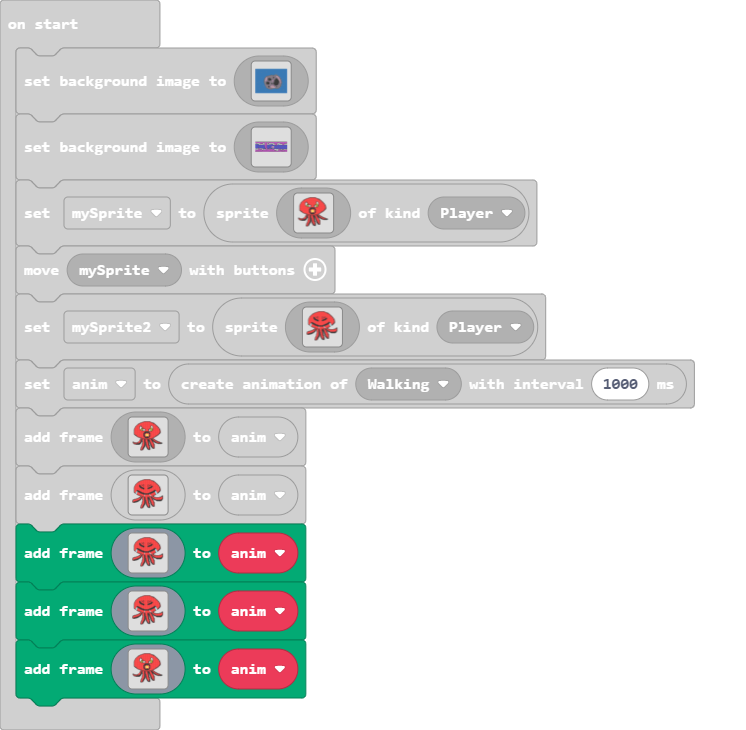 on start
set background image to
set background image to
set mySprite to sprite of kind Player
move mySprite with buttons
set mySprite2 to sprite of kind Player
set anim to create animation of Walking with interval 1000 ms
add frame to anim
add frame to anim
add frame to anim
add frame to anim
add frame to anim